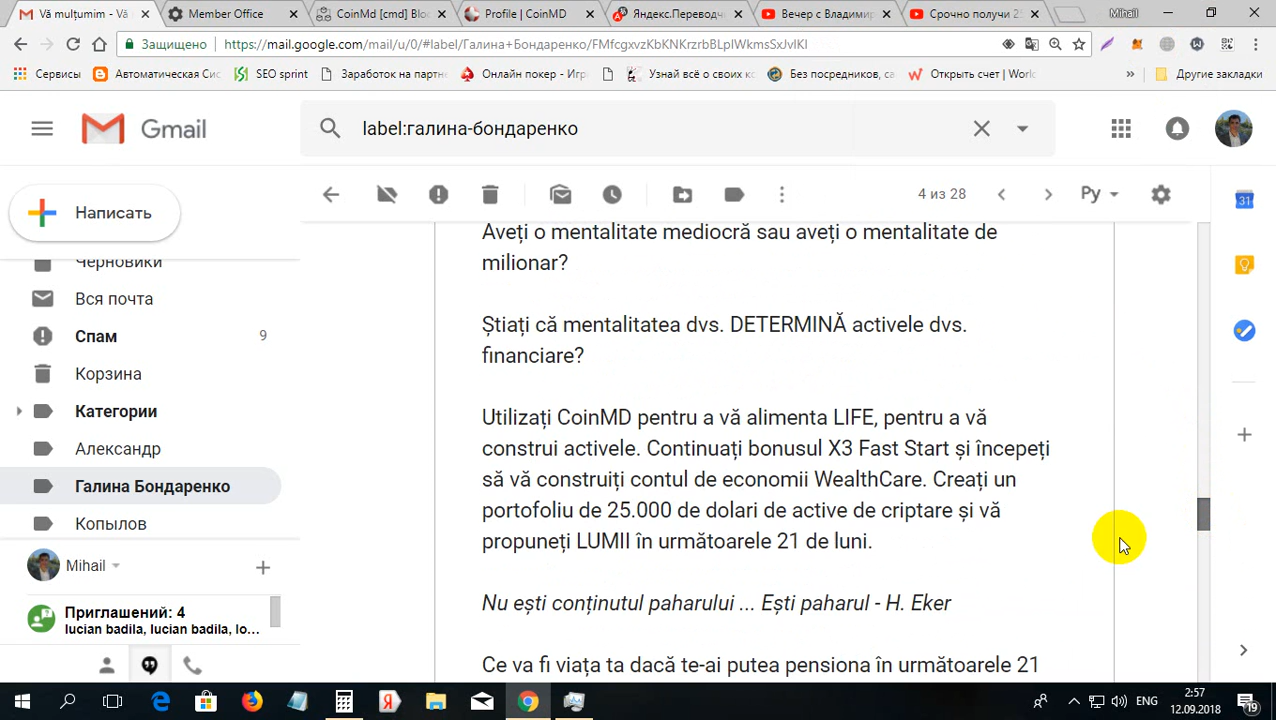 Vă mulțumim - Vă
Member Office
CoinMd [cmd] Bloc
Profile | CoinMD
Яндекс.Переводч
Вечер с Владимир
Срочно получи 2
Mihail
Защищено
https://mail.google.com/mail/u/0/#label/Галина+Бондаренко/FMfcgxvzKbKNKrzrbBLpIWkmsSxJvIKl
Сервисы
Автоматическая Сис
SEO sprint
Заработок на партн
Онлайн покер - Игр
Узнай всё о своих ко
Без посредников, са
Открыть счет | Worl
»
Другие закладки
Gmail
label:галина-бондаренко
Написать
4 из 28
Ру
31
Черновики
Вся почта
Спам 9
Корзина
Категории
Александр
Галина Бондаренко
Копылов
Mihail
Приглашений: 4
lucian badila, lucian badila, lo...
Aveți o mentalitate mediocră sau aveți o mentalitate de
milionar?
Știați că mentalitatea dvs. DETERMINĂ activele dvs.
financiare?
Utilizați CoinMD pentru a vă alimenta LIFE, pentru a vă
construi activele. Continuați bonusul X3 Fast Start și începeți
să vă construiți contul de economii WealthCare. Creați un
portofoliu de 25.000 de dolari de active de criptare și vă
propuneți LUMII în următoarele 21 de luni.
Nu ești conținutul paharului ... Ești paharul - H. Eker
Ce va fi viața ta dacă te-ai putea pensiona în următoarele 21
ENG
2:57
12.09.2018
19